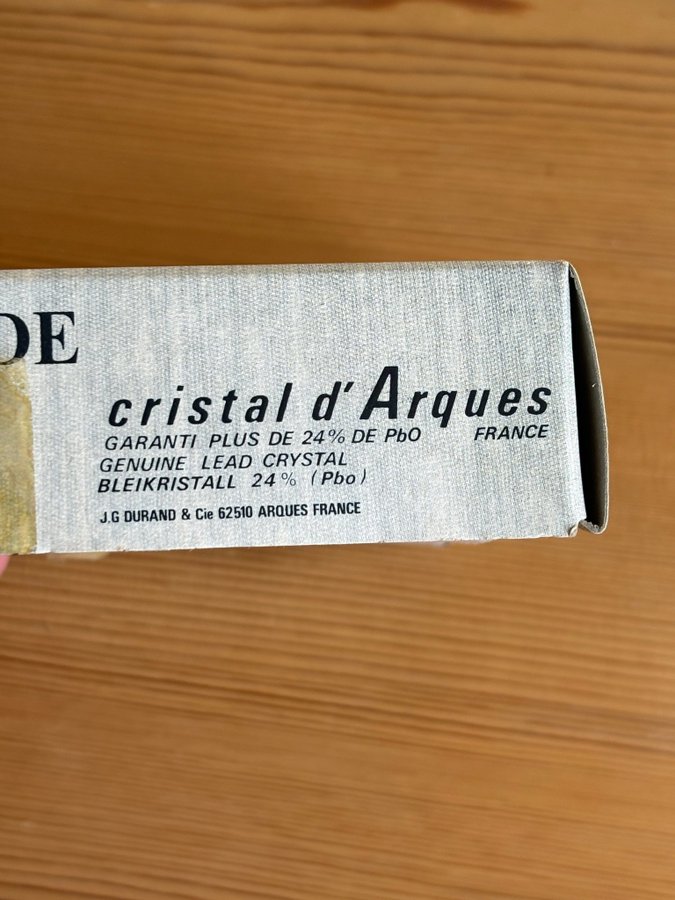 DE
cristal d'Arques
GARANTI PLUS DE 24% DE PbO FRANCE
GENUINE LEAD CRYSTAL
BLEIKRISTALL 24% (Pbo)
J.G DURAND & Cie 62510 ARQUES FRANCE